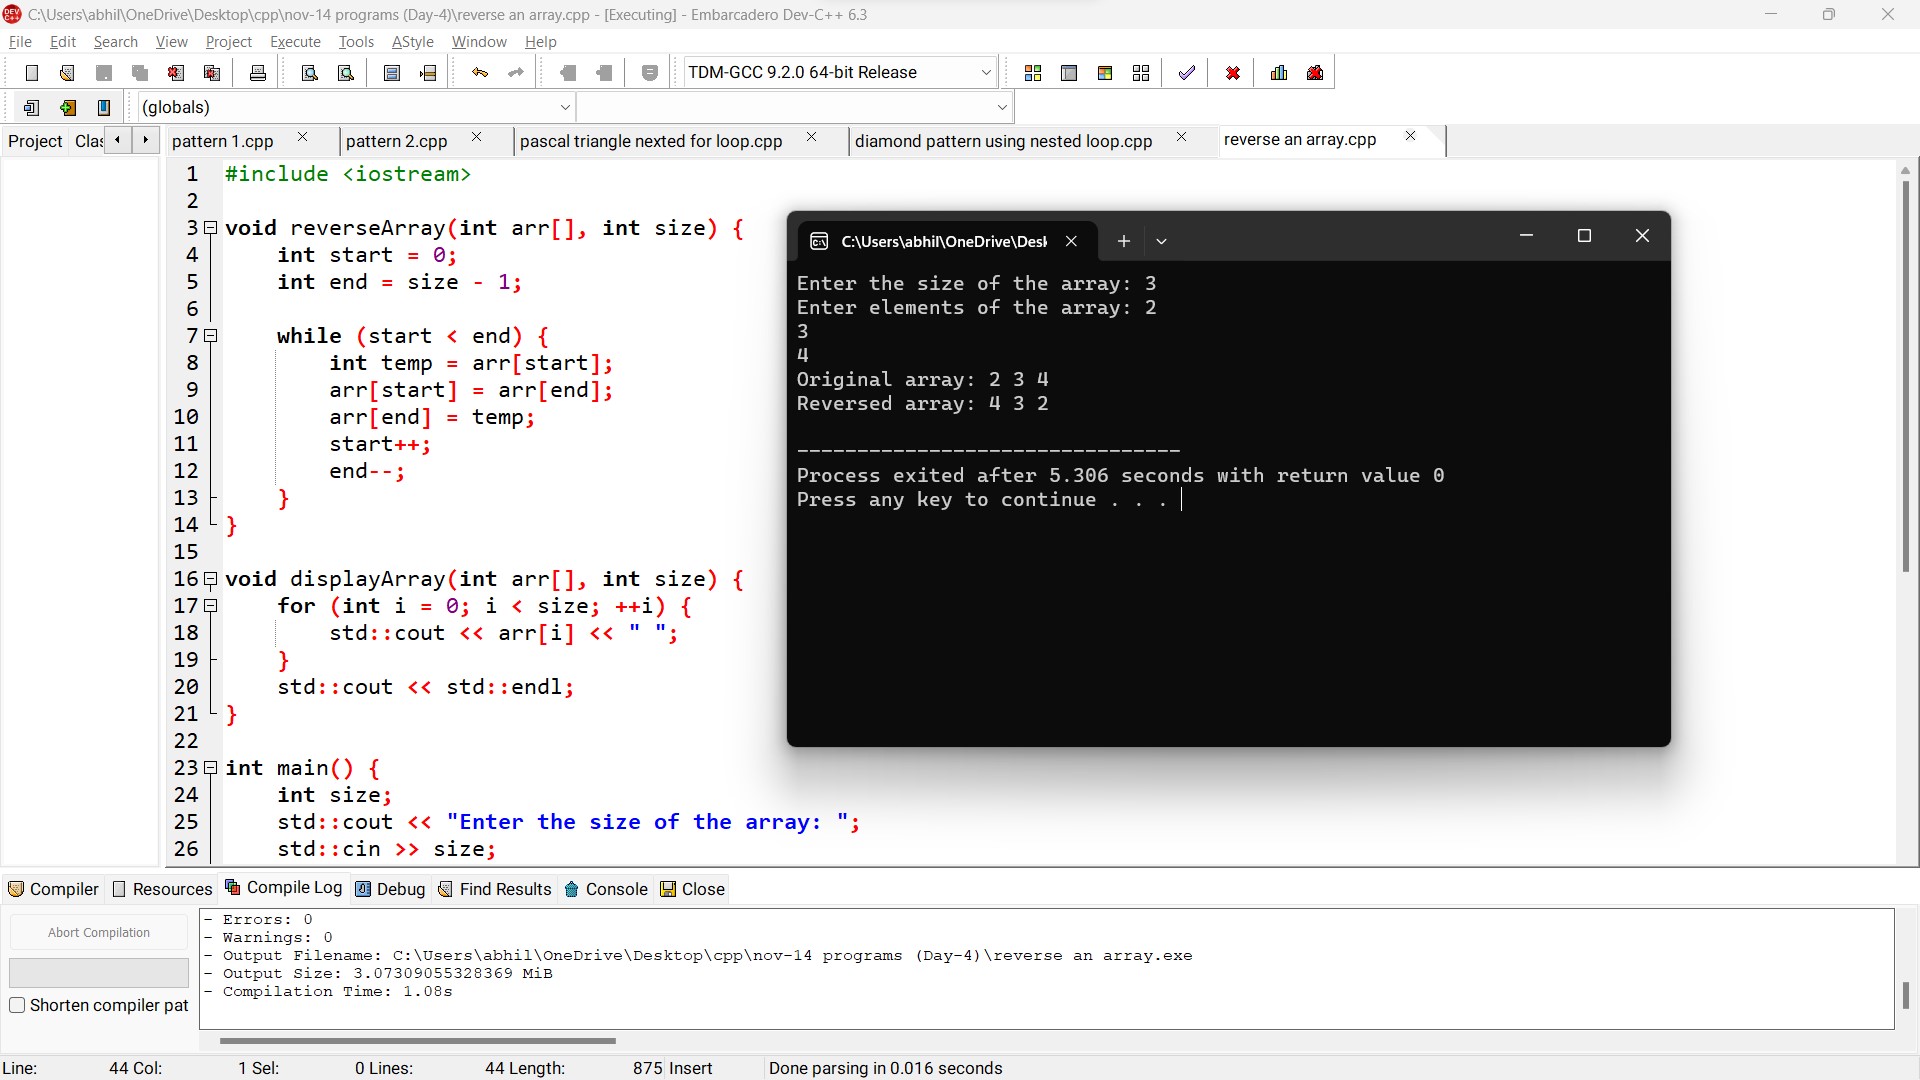 C:\Users\abhil\OneDrive\Desktop\cpp\nov-14 programs (Day-4)\reverse an array.cpp - [Executing] - Embarcadero Dev-C++ 6.3
File Edit Search View Project Execute Tools AStyle Window Help
TDM-GCC 9.2.0 64-bit Release
(globals)
Project Clas pattern 1.cpp pattern 2.cpp pascal triangle nexted for loop.cpp diamond pattern using nested loop.cpp reverse an array.cpp
1 #include <iostream>
2
3 void reverseArray(int arr[], int size) {
4 int start = 0;
5 int end = size - 1;
6
7 while (start < end) {
8 int temp = arr[start];
9 arr[start] = arr[end];
10 arr[end] = temp;
11 start++;
12 end--;
13 }
14 }
15
16 void displayArray(int arr[], int size) {
17 for (int i = 0; i < size; ++i) {
18 std::cout << arr[i] << " ";
19 }
20 std::cout << std::endl;
21 }
22
23 int main() {
24 int size;
25 std::cout << "Enter the size of the array: ";
26 std::cin >> size;
C:\Users\abhil\OneDrive\Desk
Enter the size of the array: 3
Enter elements of the array: 2
3
4
Original array: 2 3 4
Reversed array: 4 3 2
--------------------------------
Process exited after 5.306 seconds with return value 0
Press any key to continue . . .
Compiler Resources Compile Log Debug Find Results Console Close
Abort Compilation
Shorten compiler pat
- Errors: 0
- Warnings: 0
- Output Filename: C:\Users\abhil\OneDrive\Desktop\cpp\nov-14 programs (Day-4)\reverse an array.exe
- Output Size: 3.07309055328369 MiB
- Compilation Time: 1.08s
Line: 44 Col: 1 Sel: 0 Lines: 44 Length: 875 Insert Done parsing in 0.016 seconds